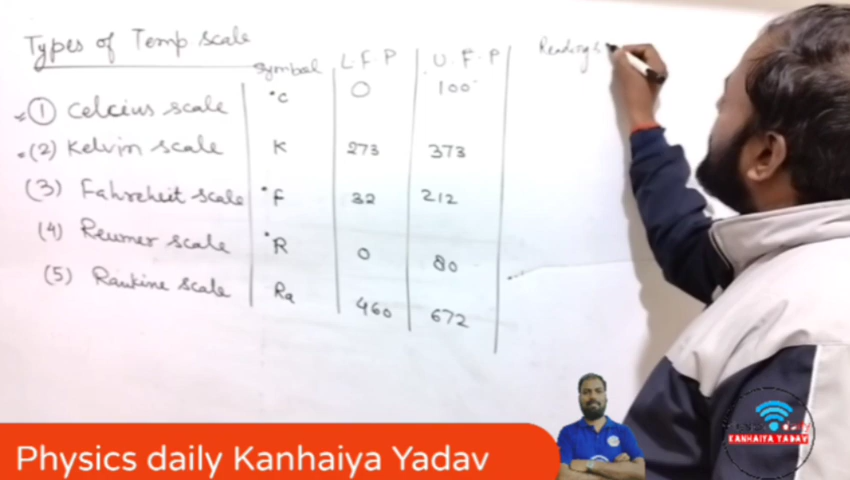 Types of Temp scale
Symbol L.F.P U.F.P Reading
(1) Celcius scale °C 0 100
(2) Kelvin scale K 273 373
(3) Fahreheit scale °F 32 212
(4) Reumer scale °R 0 80
(5) Rankine scale Ra 460 672
Physics daily Kanhaiya Yadav
KANHAIYA YADAV